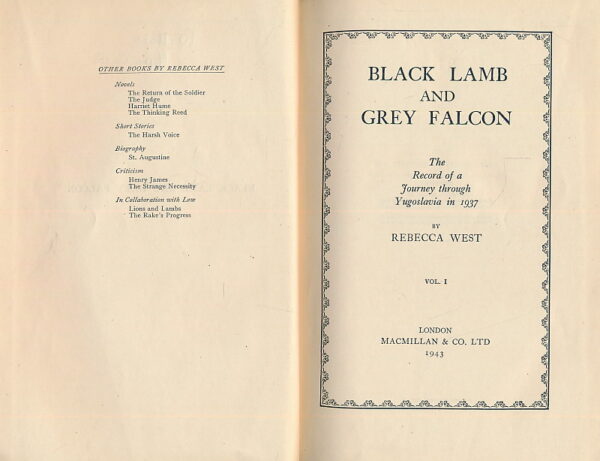 OTHER BOOKS BY REBECCA WEST
Novels
The Return of the Soldier
The Judge
Harriet Hume
The Thinking Reed
Short Stories
The Harsh Voice
Biography
St. Augustine
Criticism
Henry James
The Strange Necessity
In Collaboration with Low
Lions and Lambs
The Rake's Progress
BLACK LAMB
AND
GREY FALCON
The
Record of a
Journey through
Yugoslavia in 1937
BY
REBECCA WEST
VOL. I
LONDON
MACMILLAN & CO. LTD
1943